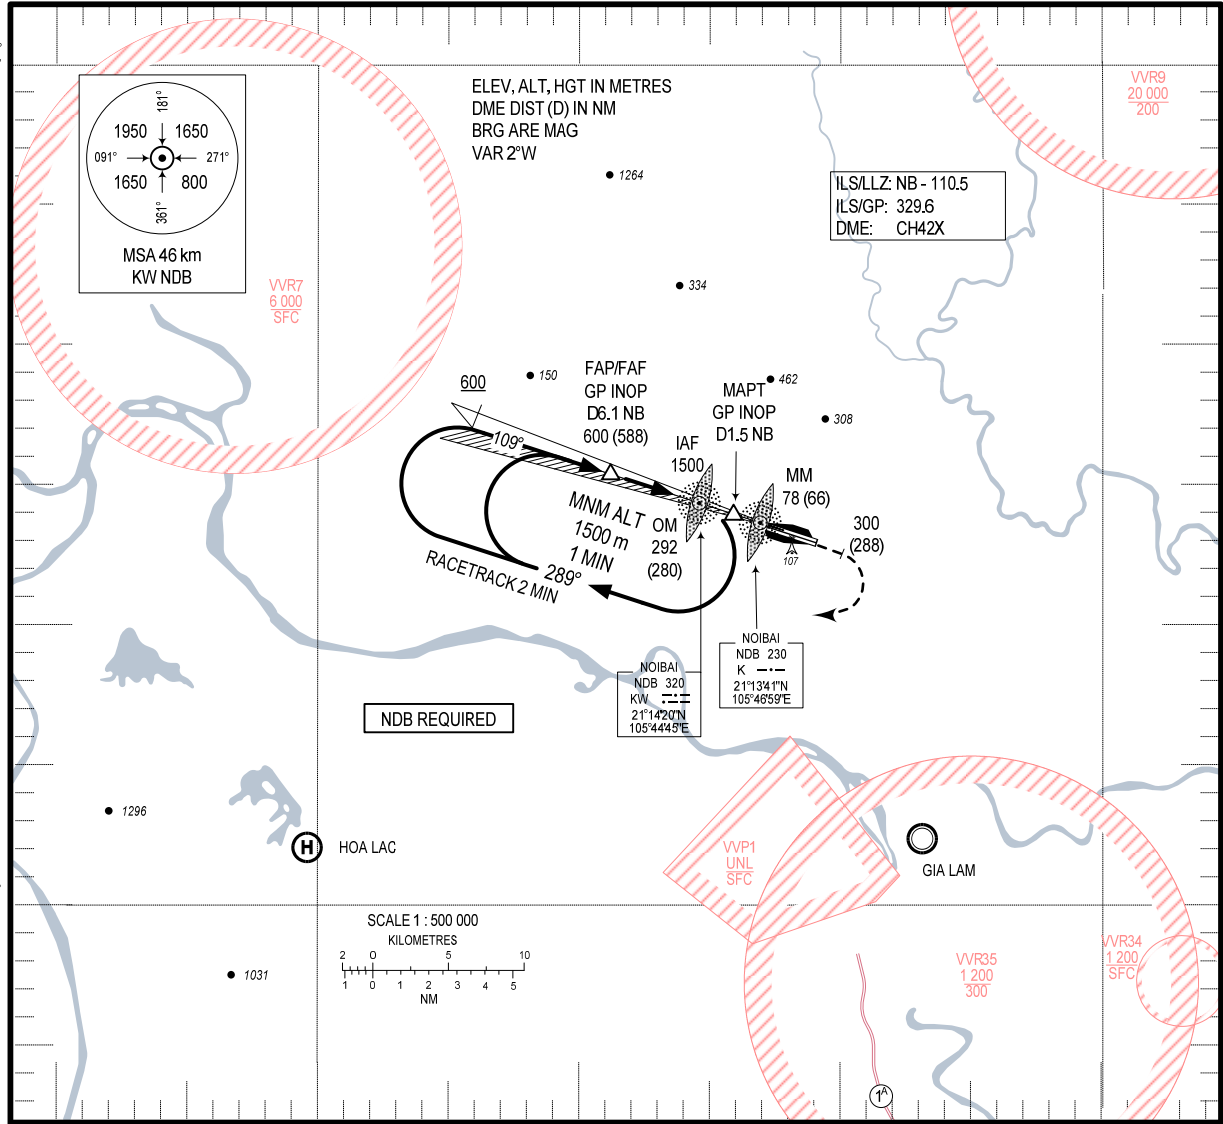 181°
1950
1650
091°
271°
1650
800
361°
MSA 46 km
KW NDB
ELEV, ALT, HGT IN METRES
DME DIST (D) IN NM
BRG ARE MAG
VAR 2°W
1264
ILS/LLZ: NB - 110.5
ILS/GP: 329.6
DME: CH42X
VVR9
20 000
200
VVR7
6 000
SFC
334
150
462
308
600
FAP/FAF
GP INOP
D6.1 NB
600 (588)
MAPT
GP INOP
D1.5 NB
IAF
1500
109°
MM
78 (66)
MNM ALT
1500 m
1 MIN
OM
292
(280)
300
(288)
107
289°
RACETRACK 2 MIN
NOIBAI
NDB 230
K
21°13'41"N
105°46'59"E
NOIBAI
NDB 320
KW
21°14'20"N
105°44'45"E
NDB REQUIRED
1296
H
HOA LAC
VVP1
UNL
SFC
GIA LAM
SCALE 1 : 500 000
KILOMETRES
2 0 5 10
1 0 1 2 3 4 5
NM
1031
VVR35
1 200
300
VVR34
1 200
SFC
1A